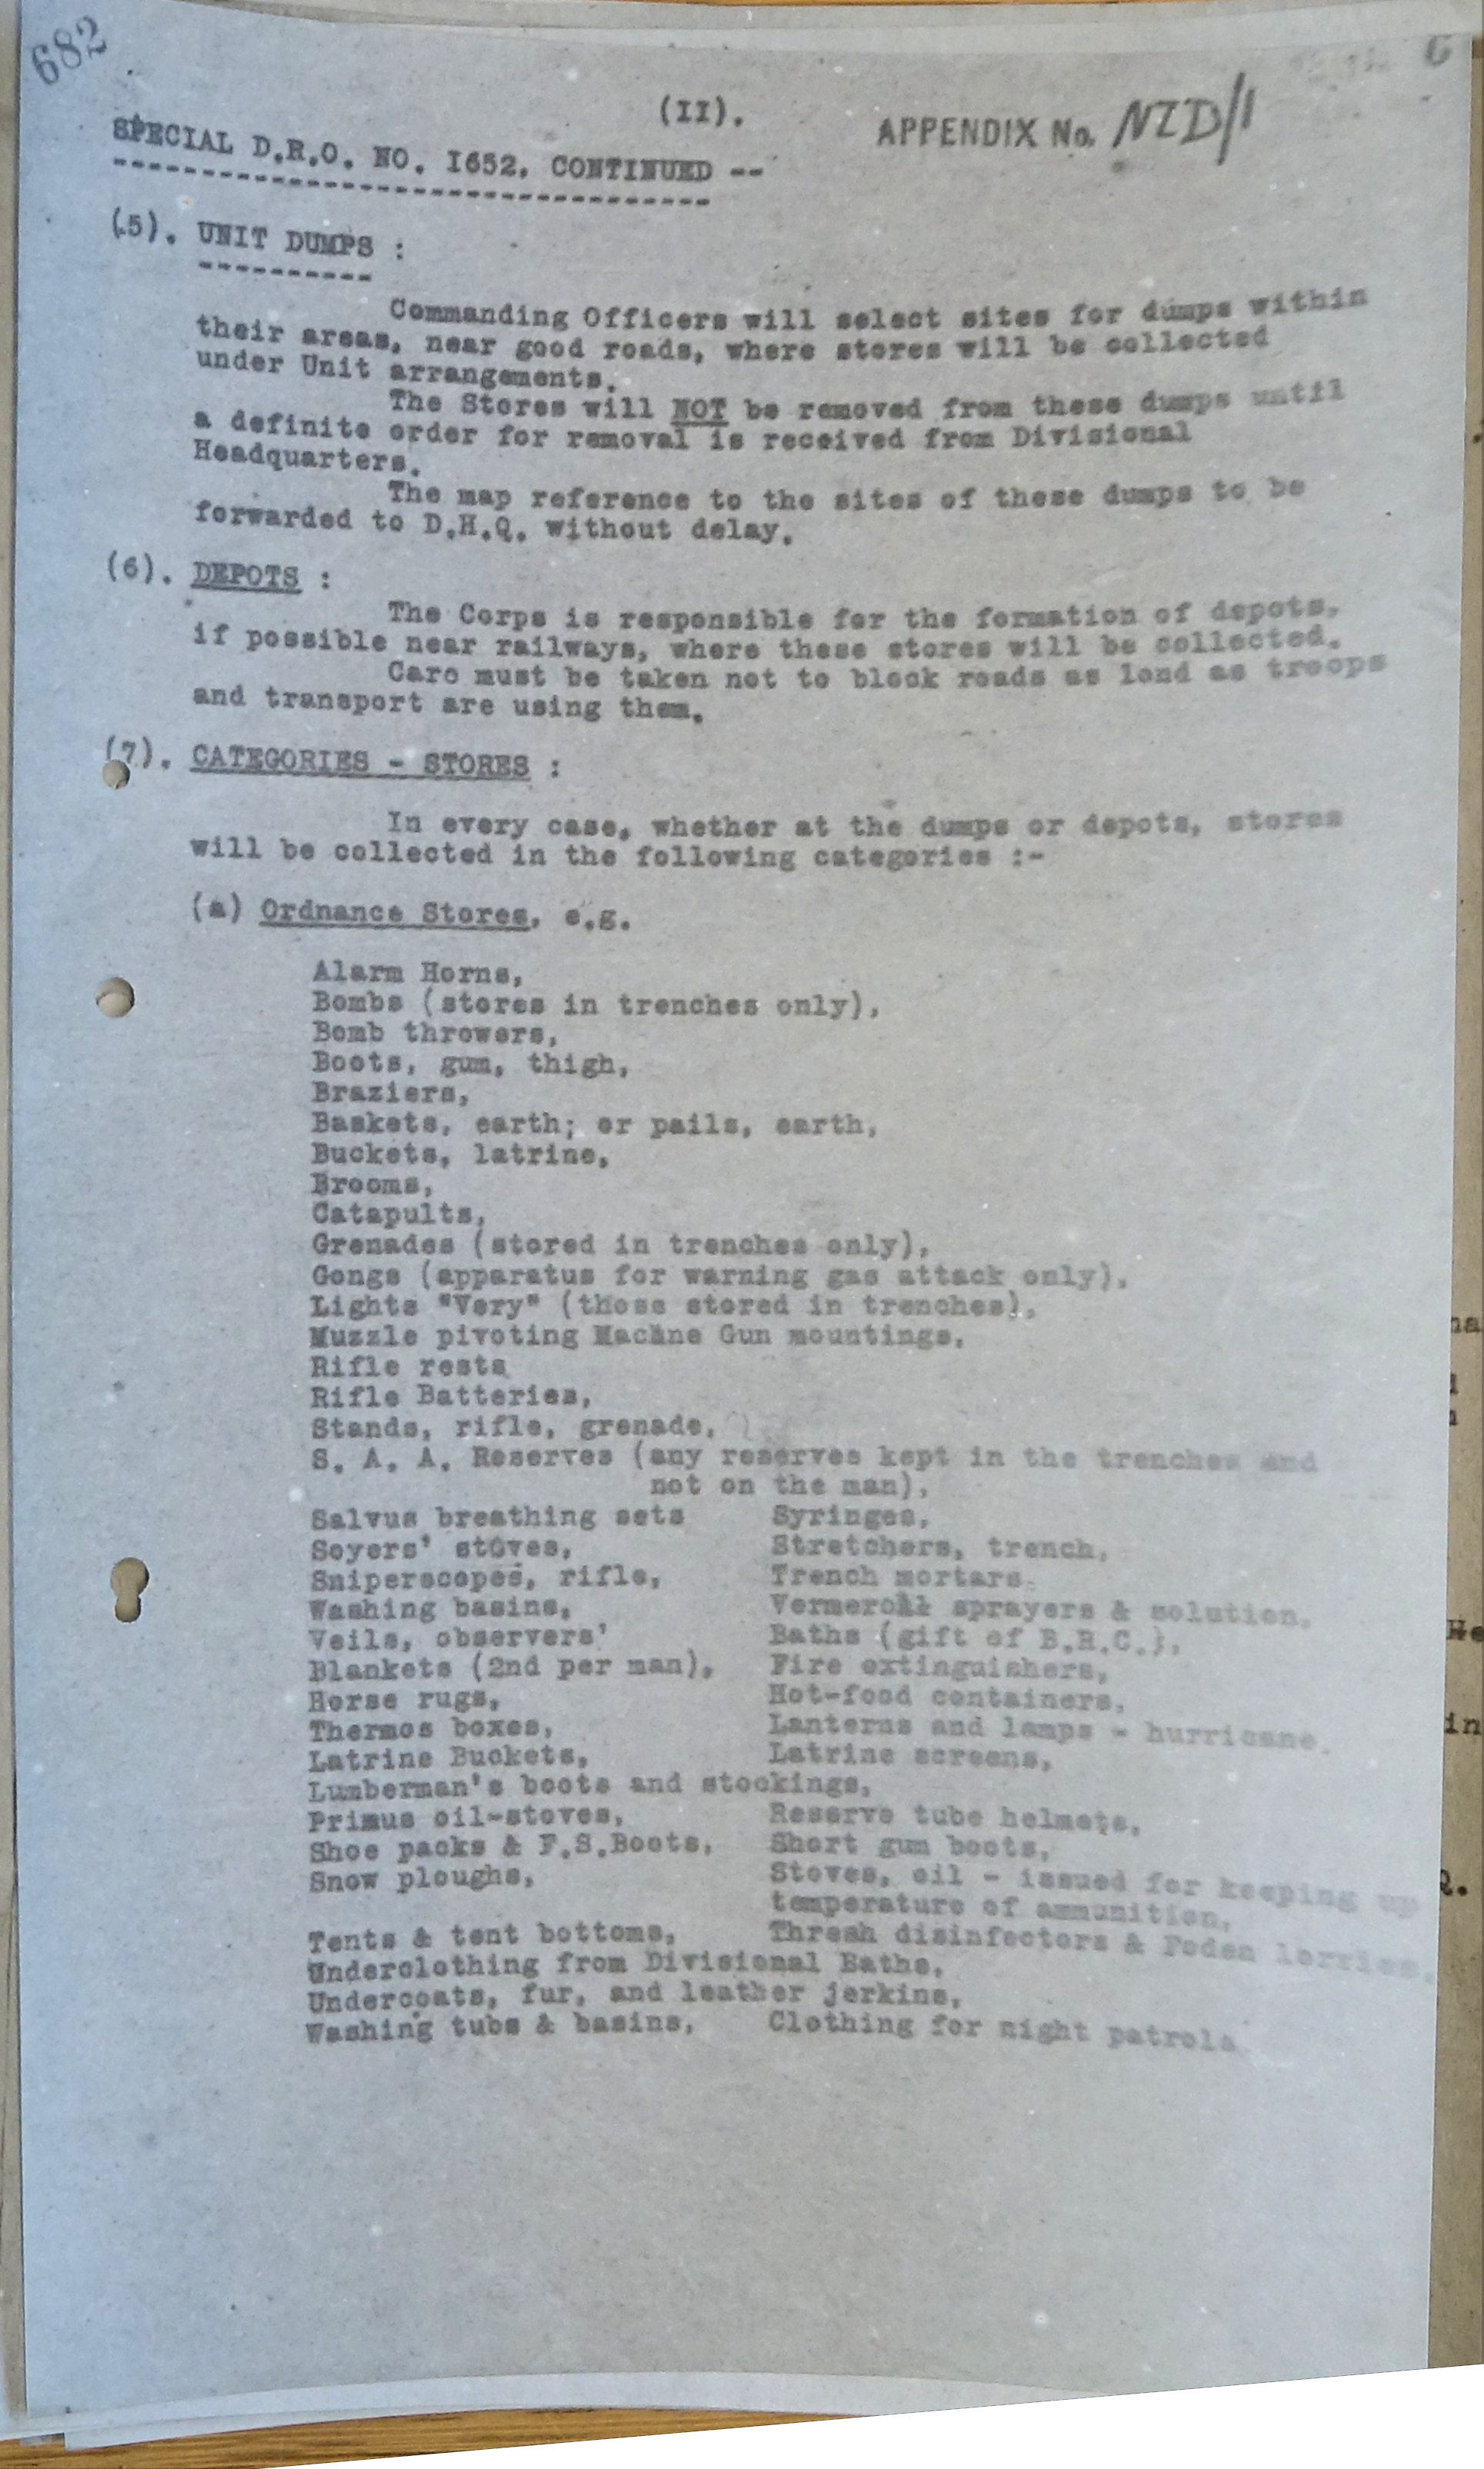 682
(II).
APPENDIX No. NZD/1
SPECIAL D.R.O. NO. I652. CONTINUED --
(5). UNIT DUMPS :
Commanding Officers will select sites for dumps within
their areas, near good roads, where stores will be collected
under Unit arrangements.
The Stores will NOT be removed from these dumps until
a definite order for removal is received from Divisional
Headquarters.
The map reference to the sites of these dumps to be
forwarded to D.H.Q. without delay.
(6). DEPOTS :
The Corps is responsible for the formation of depots,
if possible near railways, where these stores will be collected.
Care must be taken not to block roads as lond as troops
and transport are using them.
(7). CATEGORIES - STORES :
In every case, whether at the dumps or depots, stores
will be collected in the following categories :-
(a) Ordnance Stores, e.g.
Alarm Horns,
Bombs (stores in trenches only),
Bomb throwers,
Boots, gum, thigh,
Braziers,
Baskets, earth; or pails, earth,
Buckets, latrine,
Brooms,
Catapults,
Grenades (stored in trenches only),
Gongs (apparatus for warning gas attack only),
Lights "Very" (those stored in trenches),
Muzzle pivoting Machne Gun mountings,
Rifle rests
Rifle Batteries,
Stands, rifle, grenade,
S. A. A. Reserves (any reserves kept in the trenches and
not on the man),
Salvus breathing sets Syringes,
Soyers' stoves, Stretchers, trench,
Sniperscopes, rifle, Trench mortars.
Washing basins, sprayers & solution.
Veils, observers' Baths (gift of B.R.C.),
Blankets (2nd per man), Fire extinguishers,
Horse rugs, Hot-food containers,
Thermos boxes, Lanterns and lamps - hurricane.
Latrine Buckets, Latrine screens,
Lumberman's boots and stockings,
Primus oil-stoves, Reserve tube helmets,
Shoe packs & F.S.Boots, Short gum boots,
Snow ploughs, Stoves, oil - issued for keeping up
temperature of ammunition,
Tents & tent bottoms, Thresh disinfectors & Foden lorries.
Underclothing from Divisional Baths,
Undercoats, fur, and leather jerkins,
Washing tubs & basins, Clothing for night patrols